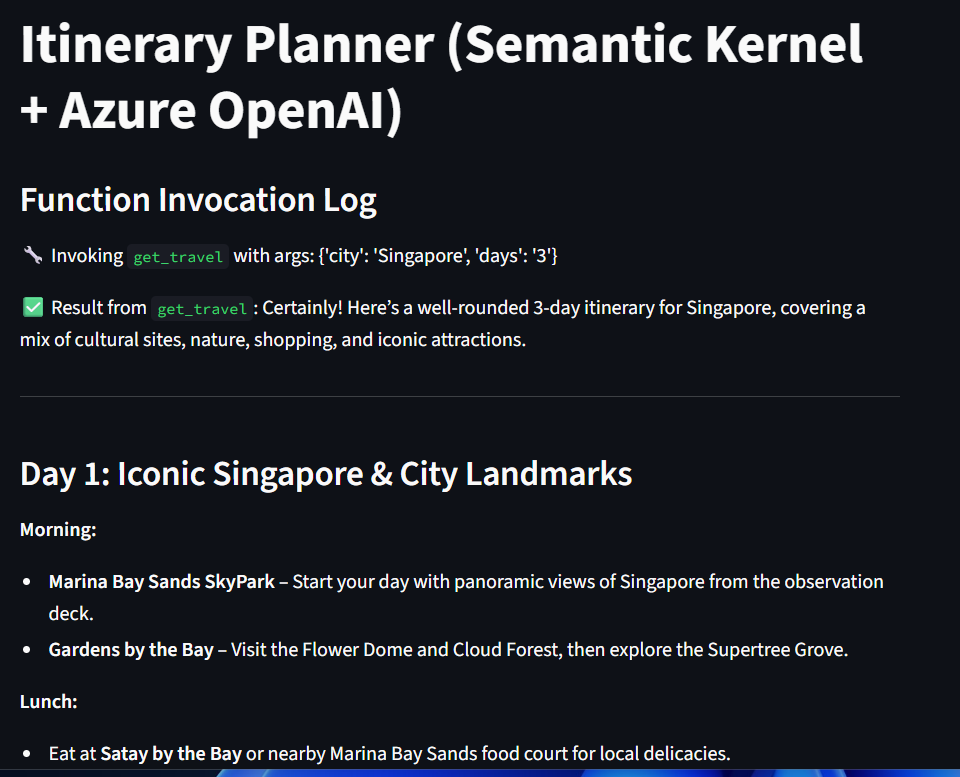 Itinerary Planner (Semantic Kernel
+ Azure OpenAI)
Function Invocation Log
🔧 Invoking get_travel with args: {'city': 'Singapore', 'days': '3'}
✅ Result from get_travel : Certainly! Here’s a well-rounded 3-day itinerary for Singapore, covering a
mix of cultural sites, nature, shopping, and iconic attractions.
Day 1: Iconic Singapore & City Landmarks
Morning:
• Marina Bay Sands SkyPark – Start your day with panoramic views of Singapore from the observation
deck.
• Gardens by the Bay – Visit the Flower Dome and Cloud Forest, then explore the Supertree Grove.
Lunch:
• Eat at Satay by the Bay or nearby Marina Bay Sands food court for local delicacies.